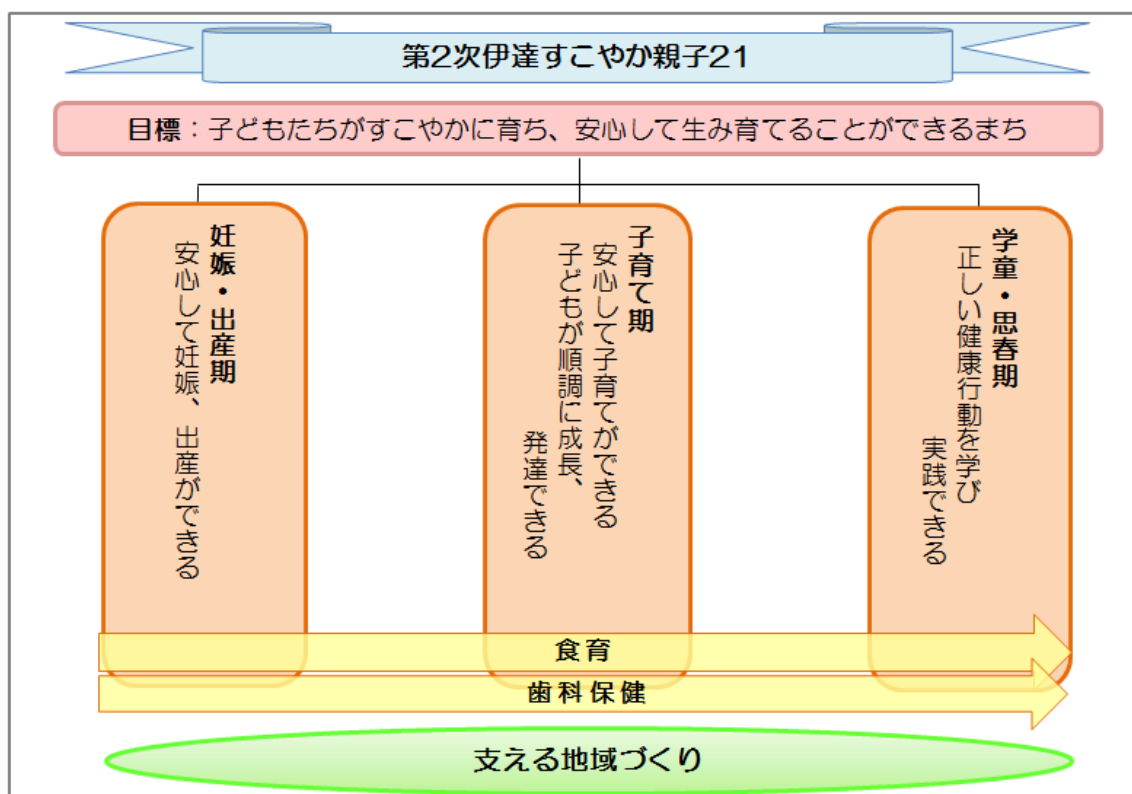 第2次伊達すこやか親子21
目標：子どもたちがすこやかに育ち、安心して生み育てることができるまち
妊娠・出産期
安心して妊娠、出産ができる
子育て期
安心して子育てができる
子どもが順調に成長、
発達できる
学童・思春期
正しい健康行動を学び
実践できる
食育
歯科保健
支える地域づくり